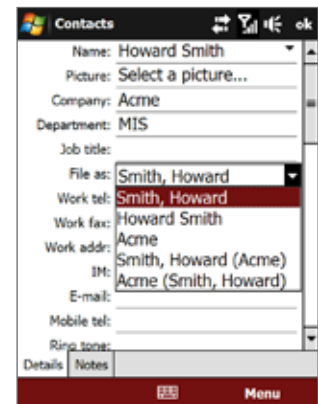 Contacts ok
Name: Howard Smith
Picture: Select a picture...
Company: Acme
Department: MIS
Job title:
File as: Smith, Howard
Work tel: Smith, Howard
Work fax: Howard Smith
Work addr: Acme
Smith, Howard (Acme)
IM: Acme (Smith, Howard)
E-mail:
Mobile tel:
Ring tone:
Details Notes
Menu